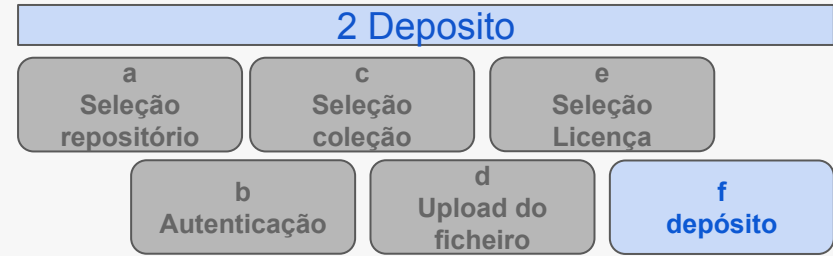 2 Deposito
a
Seleção
repositório
c
Seleção
coleção
e
Seleção
Licença
b
Autenticação
d
Upload do
ficheiro
f
depósito